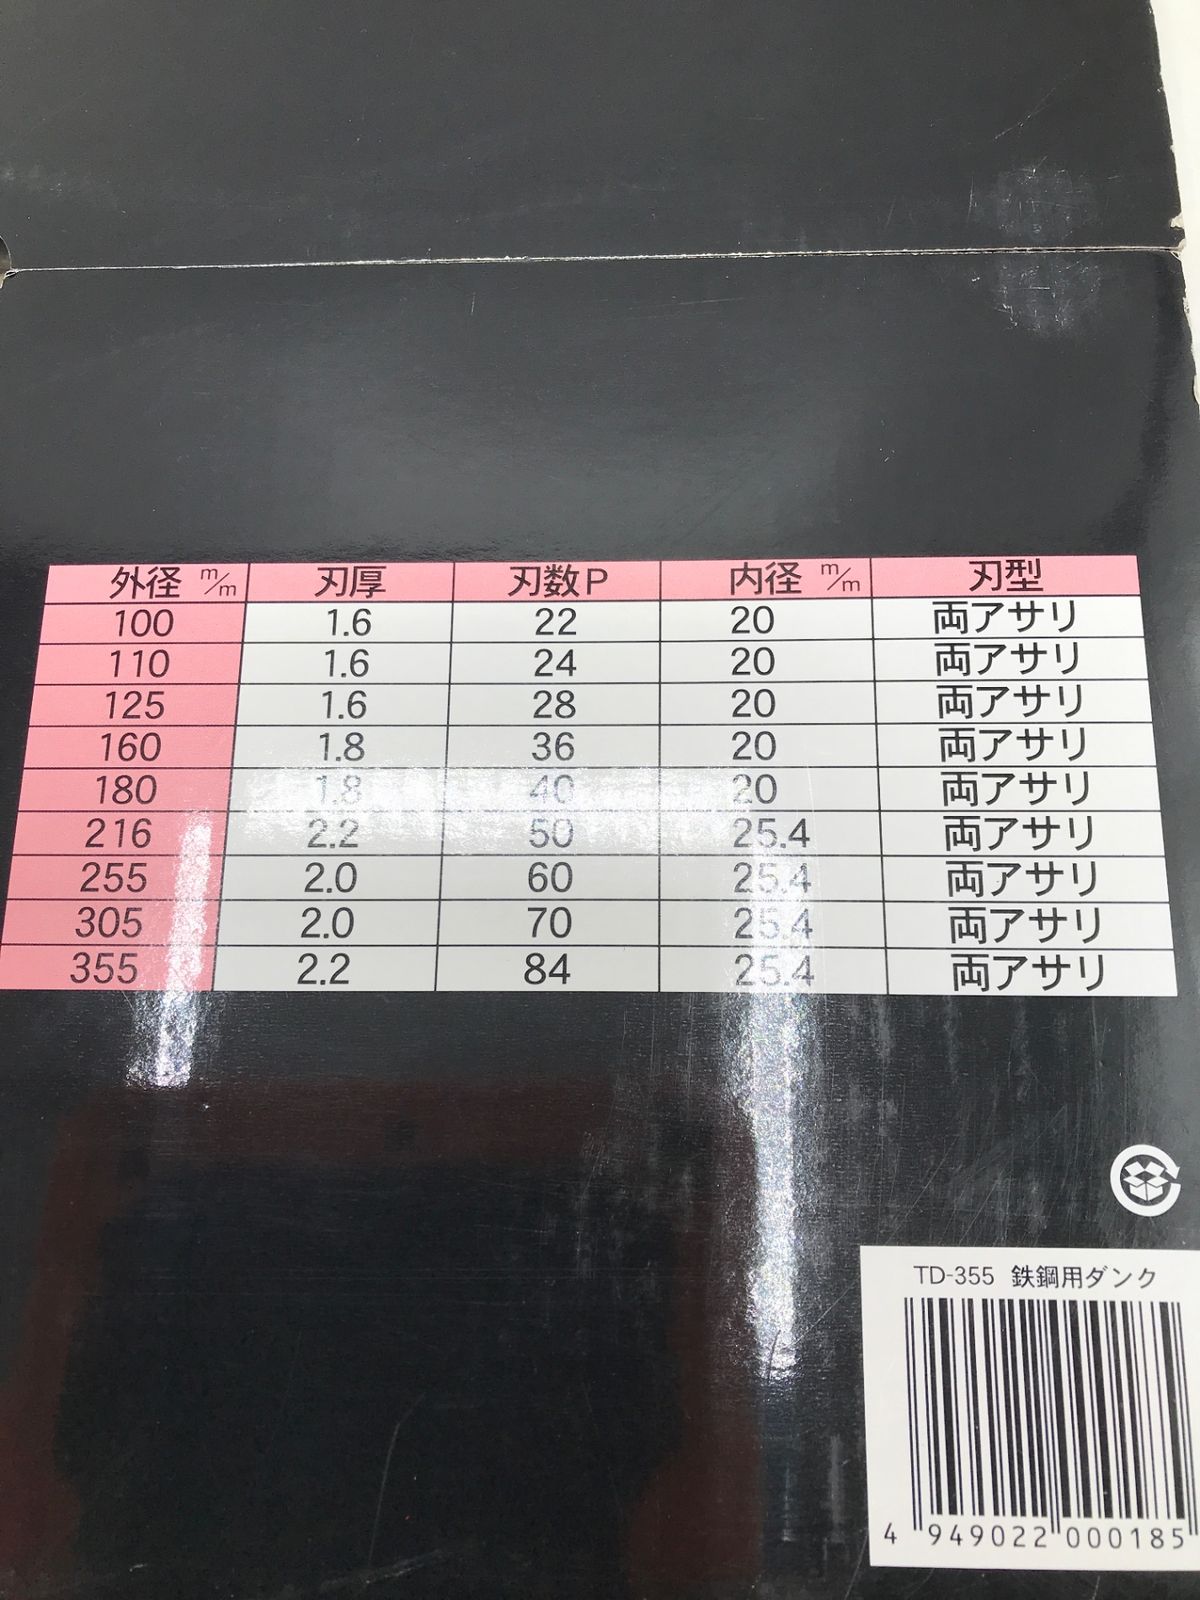 外径 m/m 刃厚 刃数P 内径 m/m 刃型
100 1.6 22 20 両アサリ
110 1.6 24 20 両アサリ
125 1.6 28 20 両アサリ
160 1.8 36 20 両アサリ
180 1.8 40 20 両アサリ
216 2.2 50 25.4 両アサリ
255 2.0 60 25.4 両アサリ
305 2.0 70 25.4 両アサリ
355 2.2 84 25.4 両アサリ
TD-355 鉄鋼用ダンク
4 949022 000185